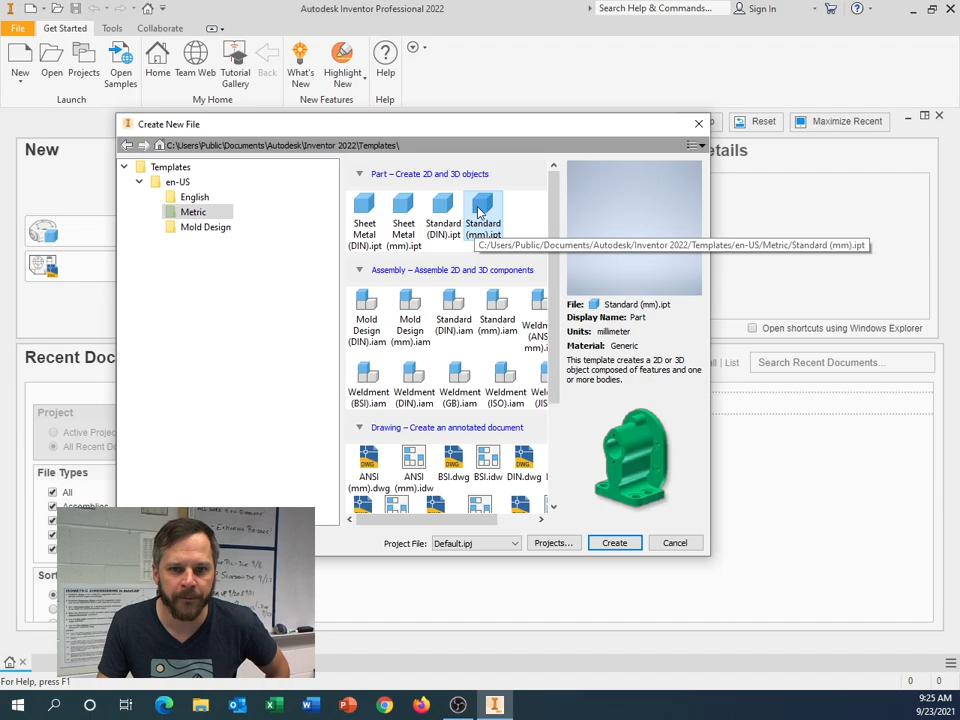 Autodesk Inventor Professional 2022
Search Help & Commands...
Sign In
File
Get Started
Tools
Collaborate
New
Open
Projects
Open
Samples
Home
Team Web
Tutorial
Gallery
Back
What's
New
Highlight
New
Help
Launch
My Home
New Features
Help
Reset
Maximize Recent
New
Create New File
C:\Users\Public\Documents\Autodesk\Inventor 2022\Templates\
Templates
en-US
English
Metric
Mold Design
Part – Create 2D and 3D objects
Sheet
Metal
(DIN).ipt
Sheet
Metal
(mm).ipt
Standard
(DIN).ipt
Standard
(mm).ipt
C:/Users/Public/Documents/Autodesk/Inventor 2022/Templates/en-US/Metric/Standard (mm).ipt
Assembly – Assemble 2D and 3D components
Mold
Design
(DIN).iam
Mold
Design
(mm).iam
Standard
(DIN).iam
Standard
(mm).iam
(ANSI
Weldment
(BSI).iam
Weldment
(DIN).iam
Weldment
(GB).iam
Weldment
(ISO).iam
Drawing – Create an annotated document
ANSI
(mm).dwg
ANSI
(mm).idw
BSI.dwg
BSI.idw
DIN.dwg
File: Standard (mm).ipt
Display Name: Part
Units: millimeter
Material: Generic
This template creates a 2D or 3D
object composed of features and one
or more bodies.
Project File: Default.ipj
Projects...
Create
Cancel
Open shortcuts using Windows Explorer
List
Search Recent Documents...
Project
All Recent
File Types
All
For Help, press F1
0 0
9:25 AM
9/23/2021